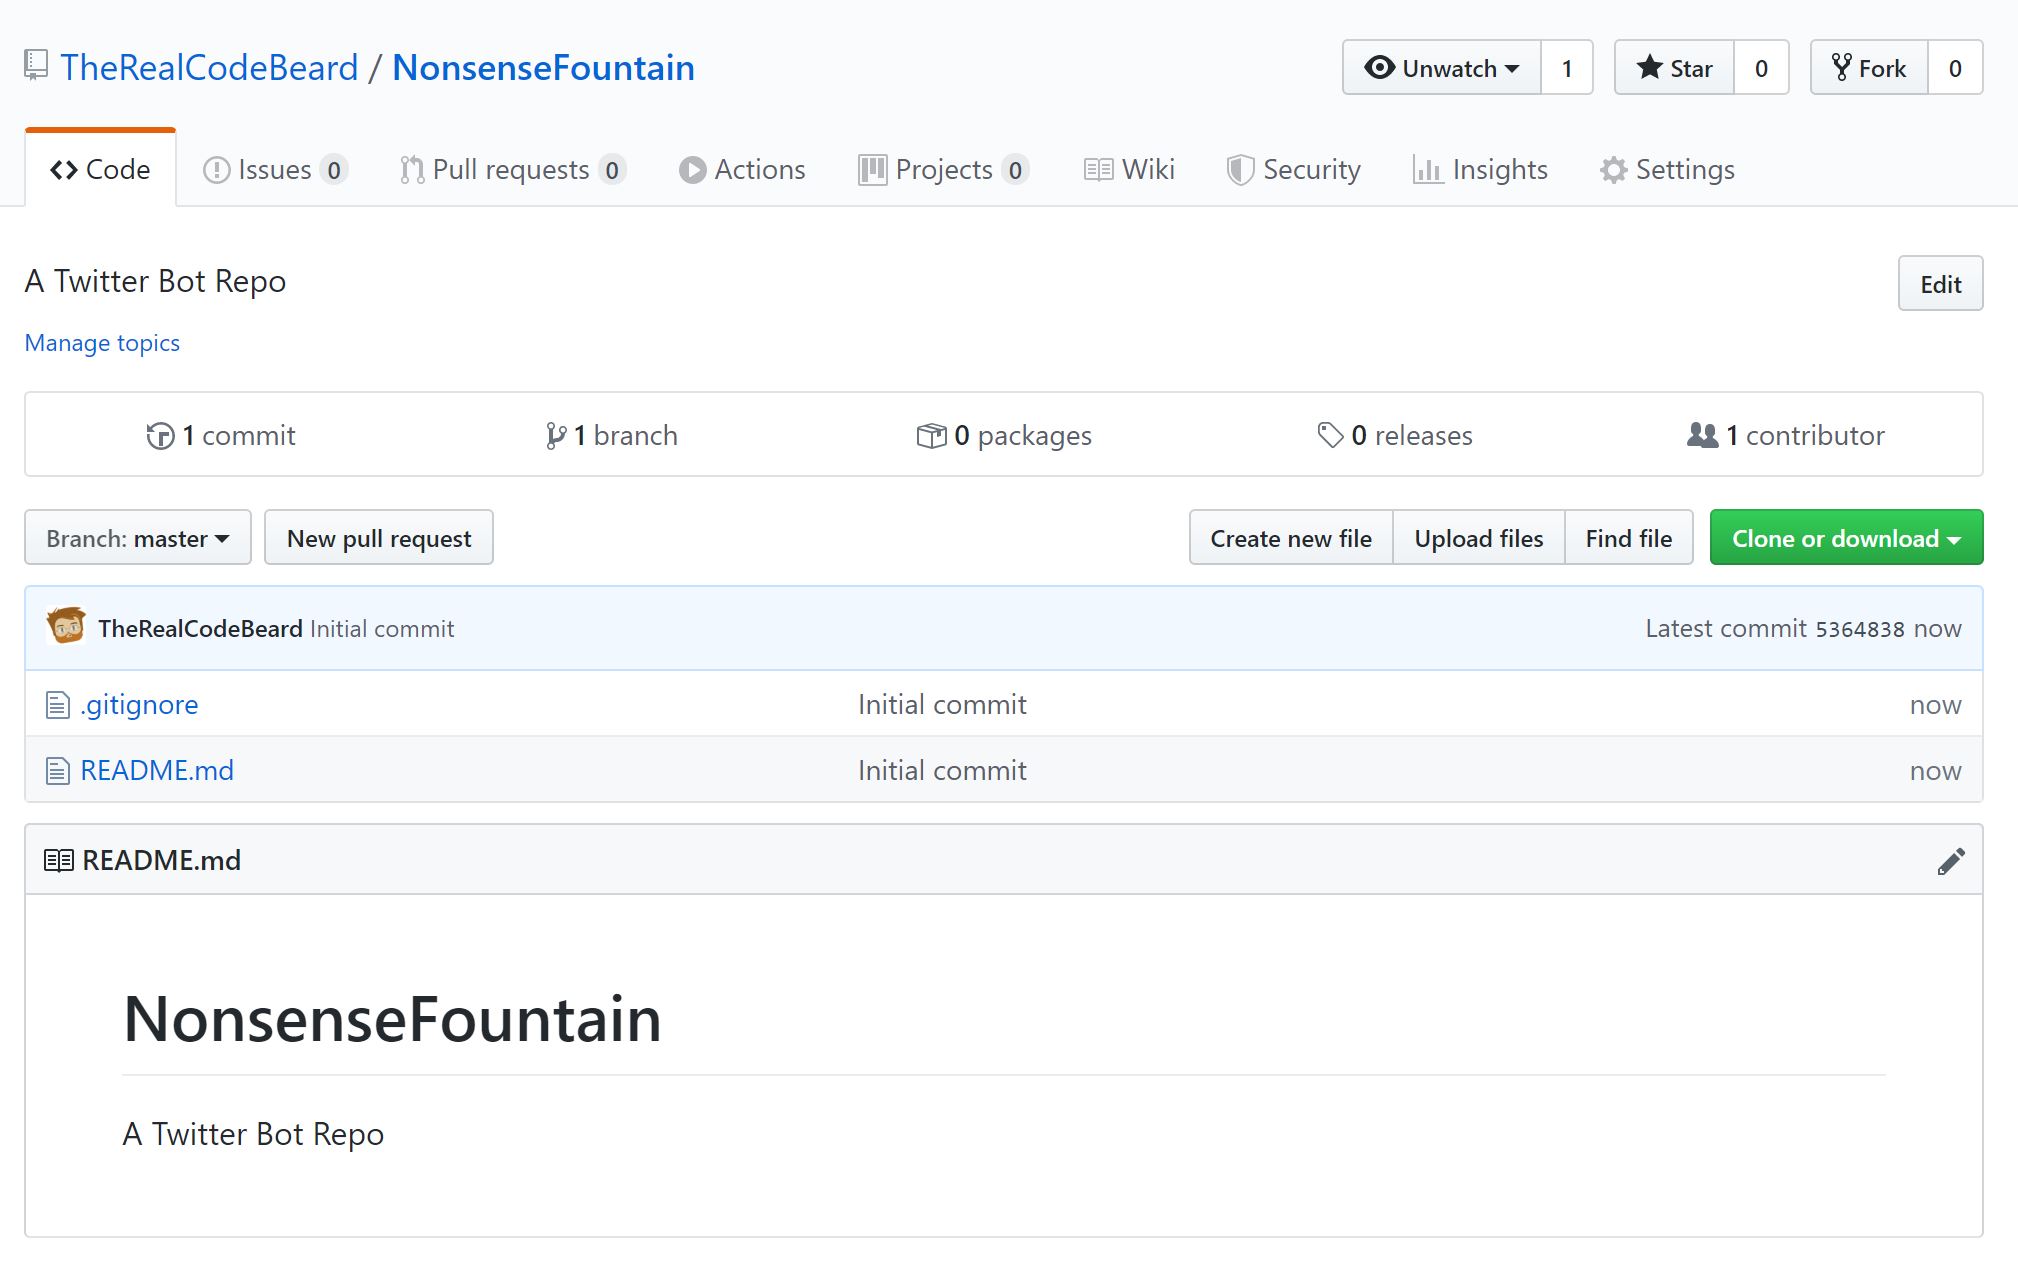 TheRealCodeBeard / NonsenseFountain Unwatch 1 Star 0 Fork 0
Code Issues 0 Pull requests 0 Actions Projects 0 Wiki Security Insights Settings
A Twitter Bot Repo Edit
Manage topics
1 commit 1 branch 0 packages 0 releases 1 contributor
Branch: master New pull request Create new file Upload files Find file Clone or download
TheRealCodeBeard Initial commit Latest commit 5364838 now
.gitignore Initial commit now
README.md Initial commit now
README.md
NonsenseFountain
A Twitter Bot Repo